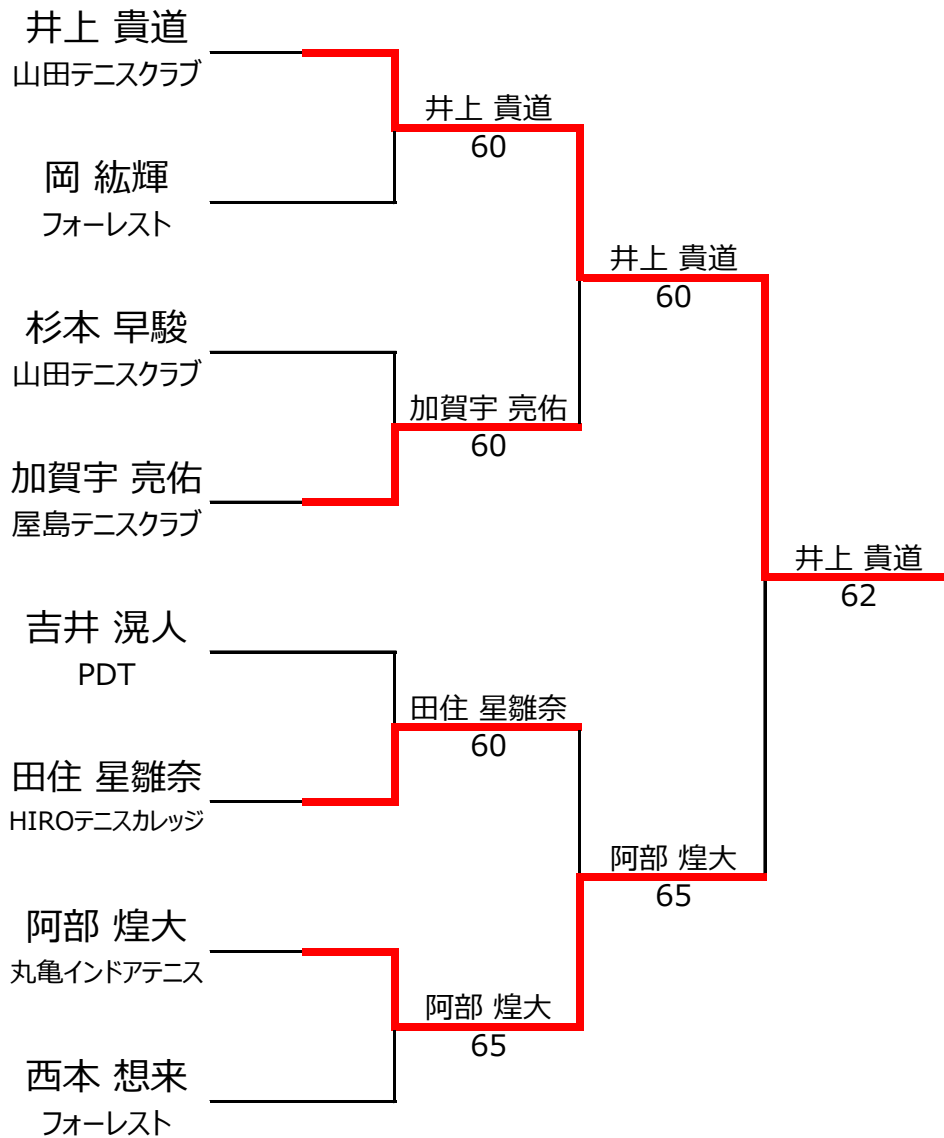 井上 貴道
山田テニスクラブ
井上 貴道
60
岡 紘輝
フォーレスト
井上 貴道
60
杉本 早駿
山田テニスクラブ
加賀宇 亮佑
60
加賀宇 亮佑
屋島テニスクラブ
井上 貴道
62
吉井 滉人
PDT
田住 星雛奈
60
田住 星雛奈
HIROテニスカレッジ
阿部 煌大
65
阿部 煌大
丸亀インドアテニス
阿部 煌大
65
西本 想来
フォーレスト